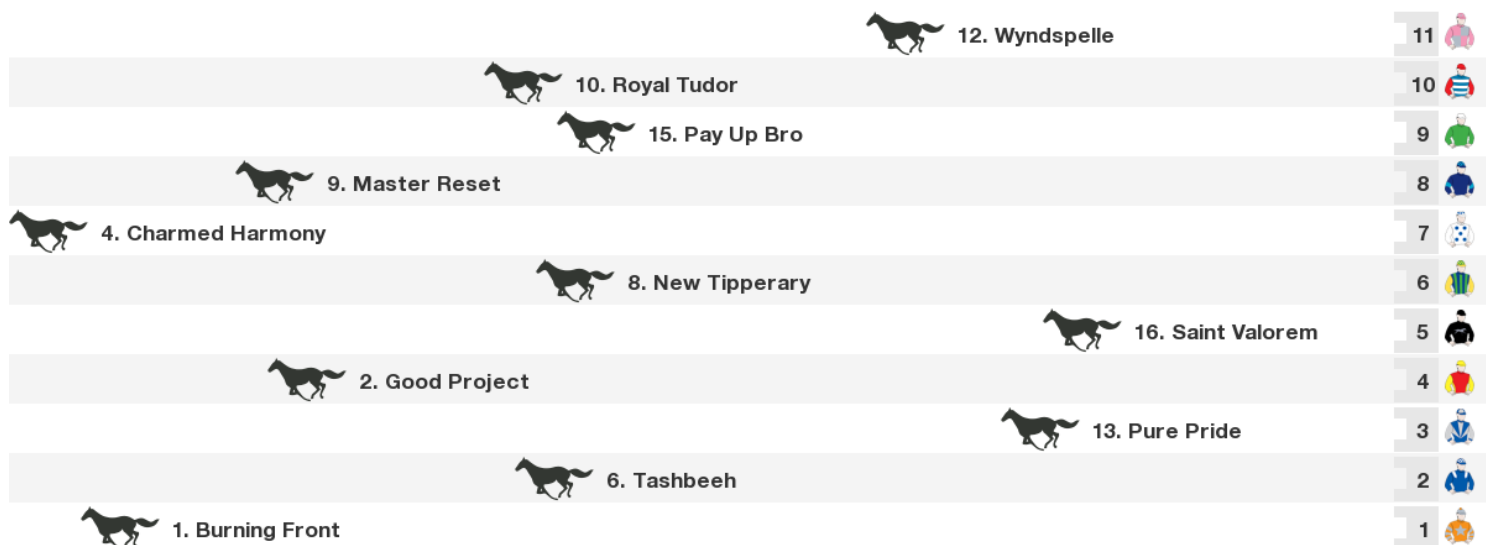 12. Wyndspelle 11
10. Royal Tudor 10
15. Pay Up Bro 9
9. Master Reset 8
4. Charmed Harmony 7
8. New Tipperary 6
16. Saint Valorem 5
2. Good Project 4
13. Pure Pride 3
6. Tashbeeh 2
1. Burning Front 1